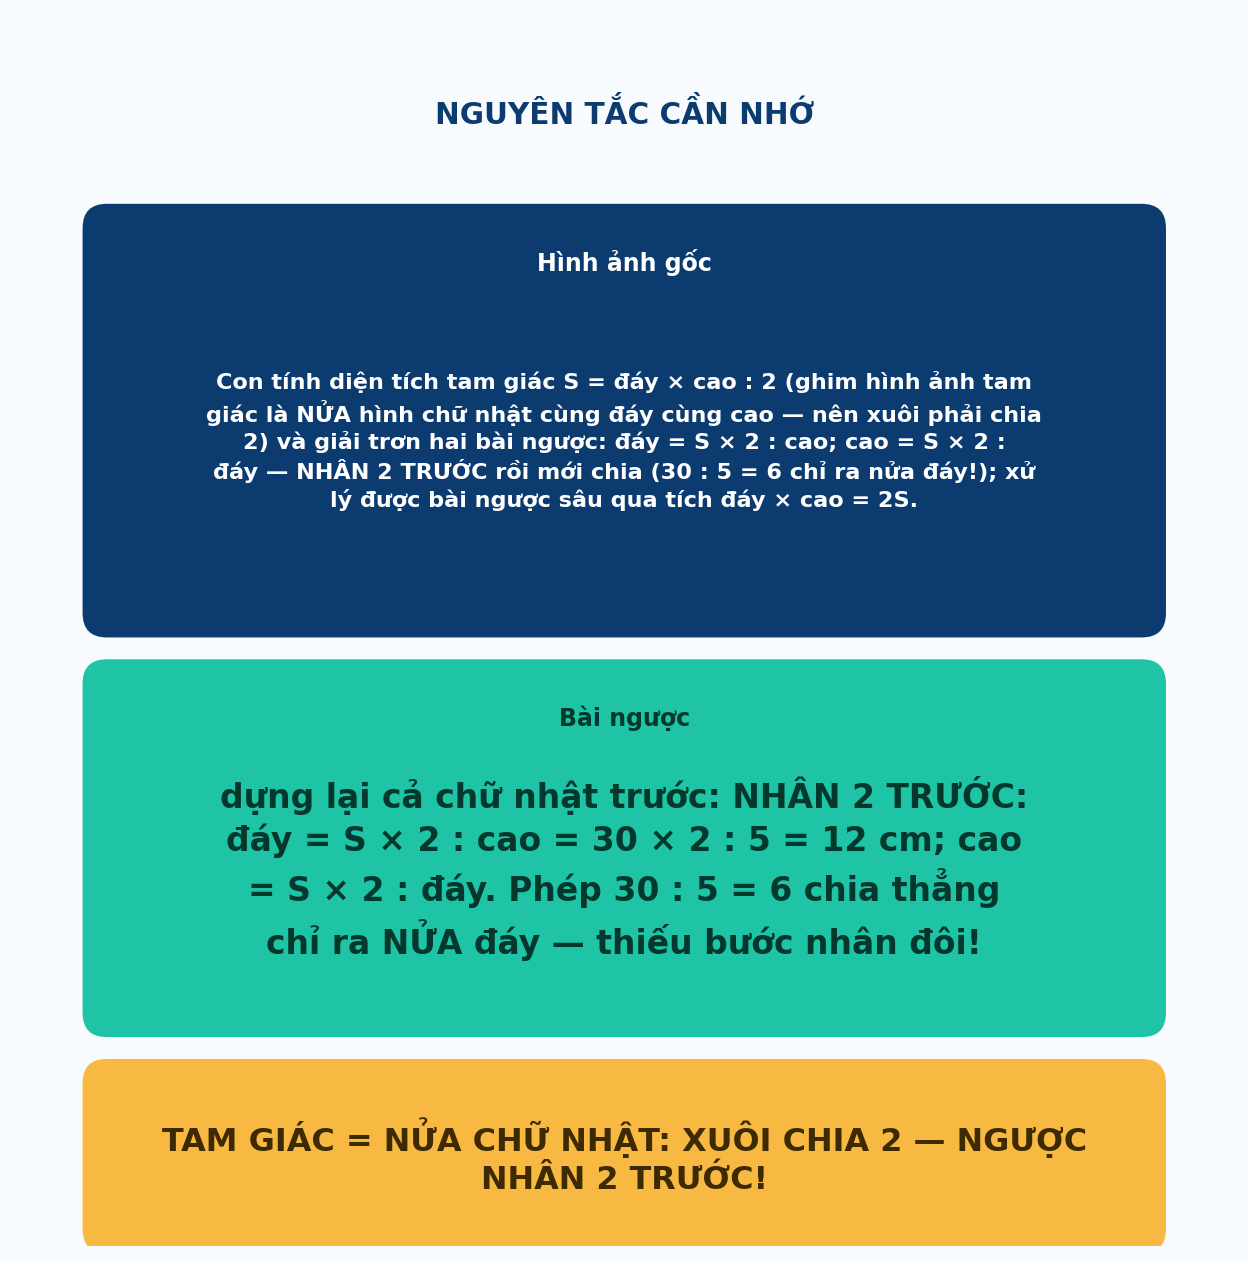 NGUYÊN TẮC CẦN NHỚ
Hình ảnh gốc
Con tính diện tích tam giác S = đáy × cao : 2 (ghim hình ảnh tam
giác là NỬA hình chữ nhật cùng đáy cùng cao — nên xuôi phải chia
2) và giải trơn hai bài ngược: đáy = S × 2 : cao; cao = S × 2 :
đáy — NHÂN 2 TRƯỚC rồi mới chia (30 : 5 = 6 chỉ ra nửa đáy!); xử
lý được bài ngược sâu qua tích đáy × cao = 2S.
Bài ngược
dựng lại cả chữ nhật trước: NHÂN 2 TRƯỚC:
đáy = S × 2 : cao = 30 × 2 : 5 = 12 cm; cao
= S × 2 : đáy. Phép 30 : 5 = 6 chia thẳng
chỉ ra NỬA đáy — thiếu bước nhân đôi!
TAM GIÁC = NỬA CHỮ NHẬT: XUÔI CHIA 2 — NGƯỢC
NHÂN 2 TRƯỚC!